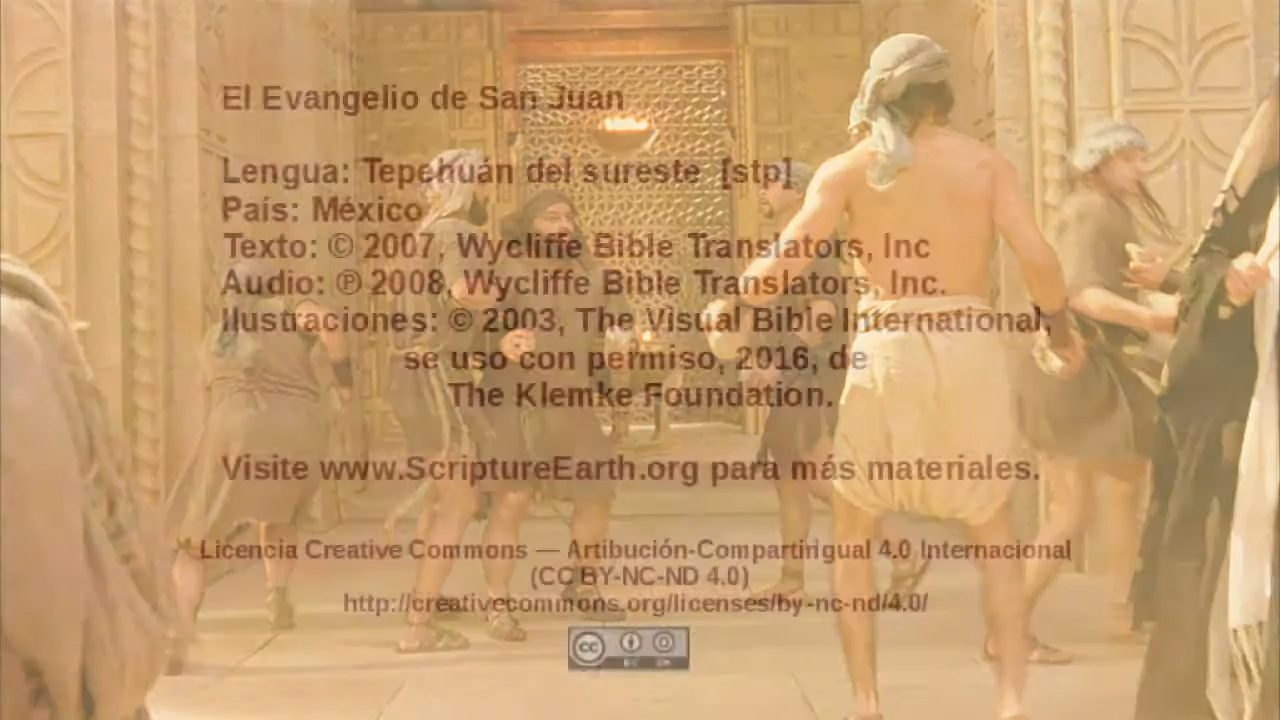 El Evangelio de San Juan
Lengua: Tepehuán del sureste [stp]
País: México
Texto: © 2007, Wycliffe Bible Translators, Inc
Audio: ℗ 2008, Wycliffe Bible Translators, Inc.
Ilustraciones: © 2003, The Visual Bible International,
se uso con permiso, 2016, de
The Klemke Foundation.
Visite www.ScriptureEarth.org para más materiales.
Licencia Creative Commons — Artibución-CompartirIgual 4.0 Internacional
(CC BY-NC-ND 4.0)
http://creativecommons.org/licenses/by-nc-nd/4.0/
cc